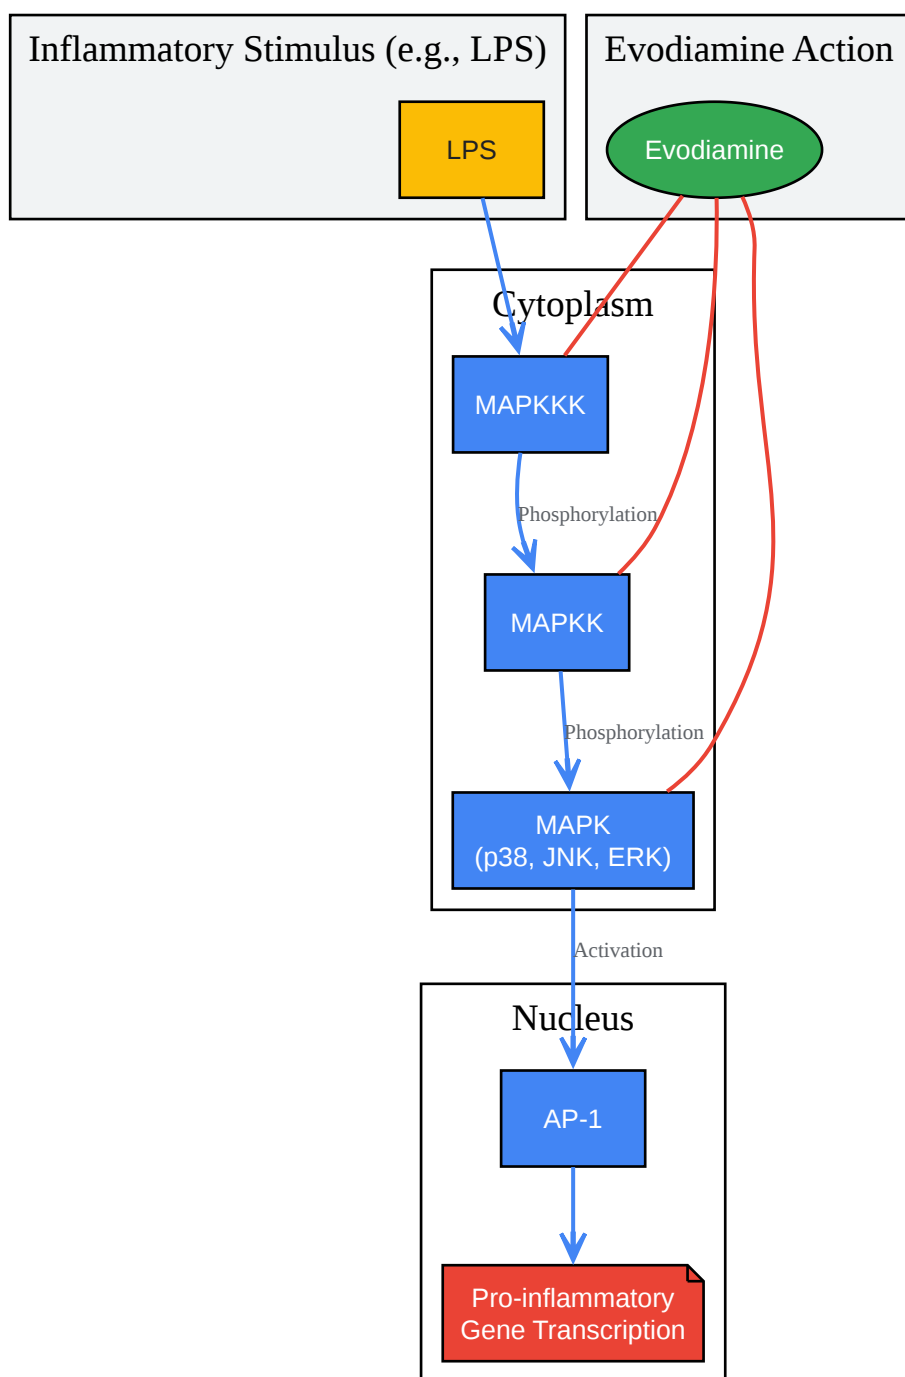 Inflammatory Stimulus (e.g., LPS)
Evodiamine Action
LPS
Evodiamine
Cytoplasm
MAPKKK
Phosphorylation
MAPKK
Phosphorylation
MAPK
(p38, JNK, ERK)
Activation
Nucleus
AP-1
Pro-inflammatory
Gene Transcription